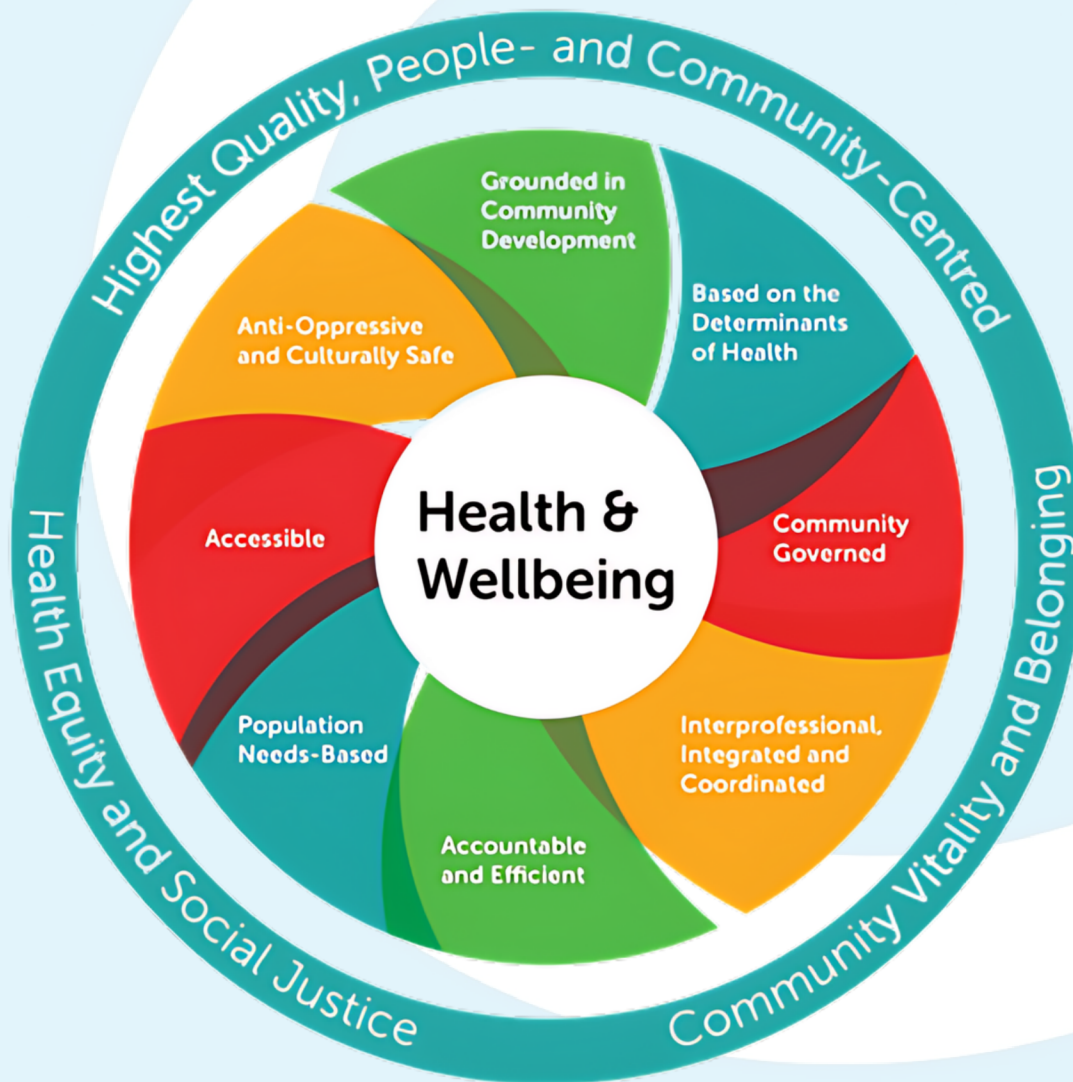 Highest Quality, People- and Community-Centred
Grounded in
Community
Development
Based on the
Determinants
of Health
Anti-Oppressive
and Culturally Safe
Health &
Wellbeing
Accessible
Community
Governed
Population
Needs-Based
Interprofessional,
Integrated and
Coordinated
Accountable
and Efficient
Health Equity and Social Justice
Community Vitality and Belonging